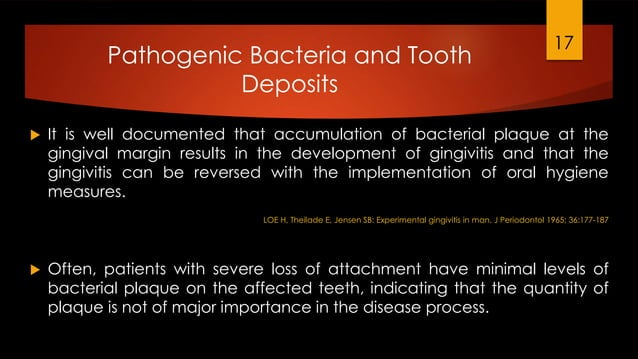 17
Pathogenic Bacteria and Tooth
Deposits
It is well documented that accumulation of bacterial plaque at the
gingival margin results in the development of gingivitis and that the
gingivitis can be reversed with the implementation of oral hygiene
measures.
LOE H, Theilade E, Jensen SB: Experimental gingivitis in man. J Periodontol 1965; 36:177-187
Often, patients with severe loss of attachment have minimal levels of
bacterial plaque on the affected teeth, indicating that the quantity of
plaque is not of major importance in the disease process.